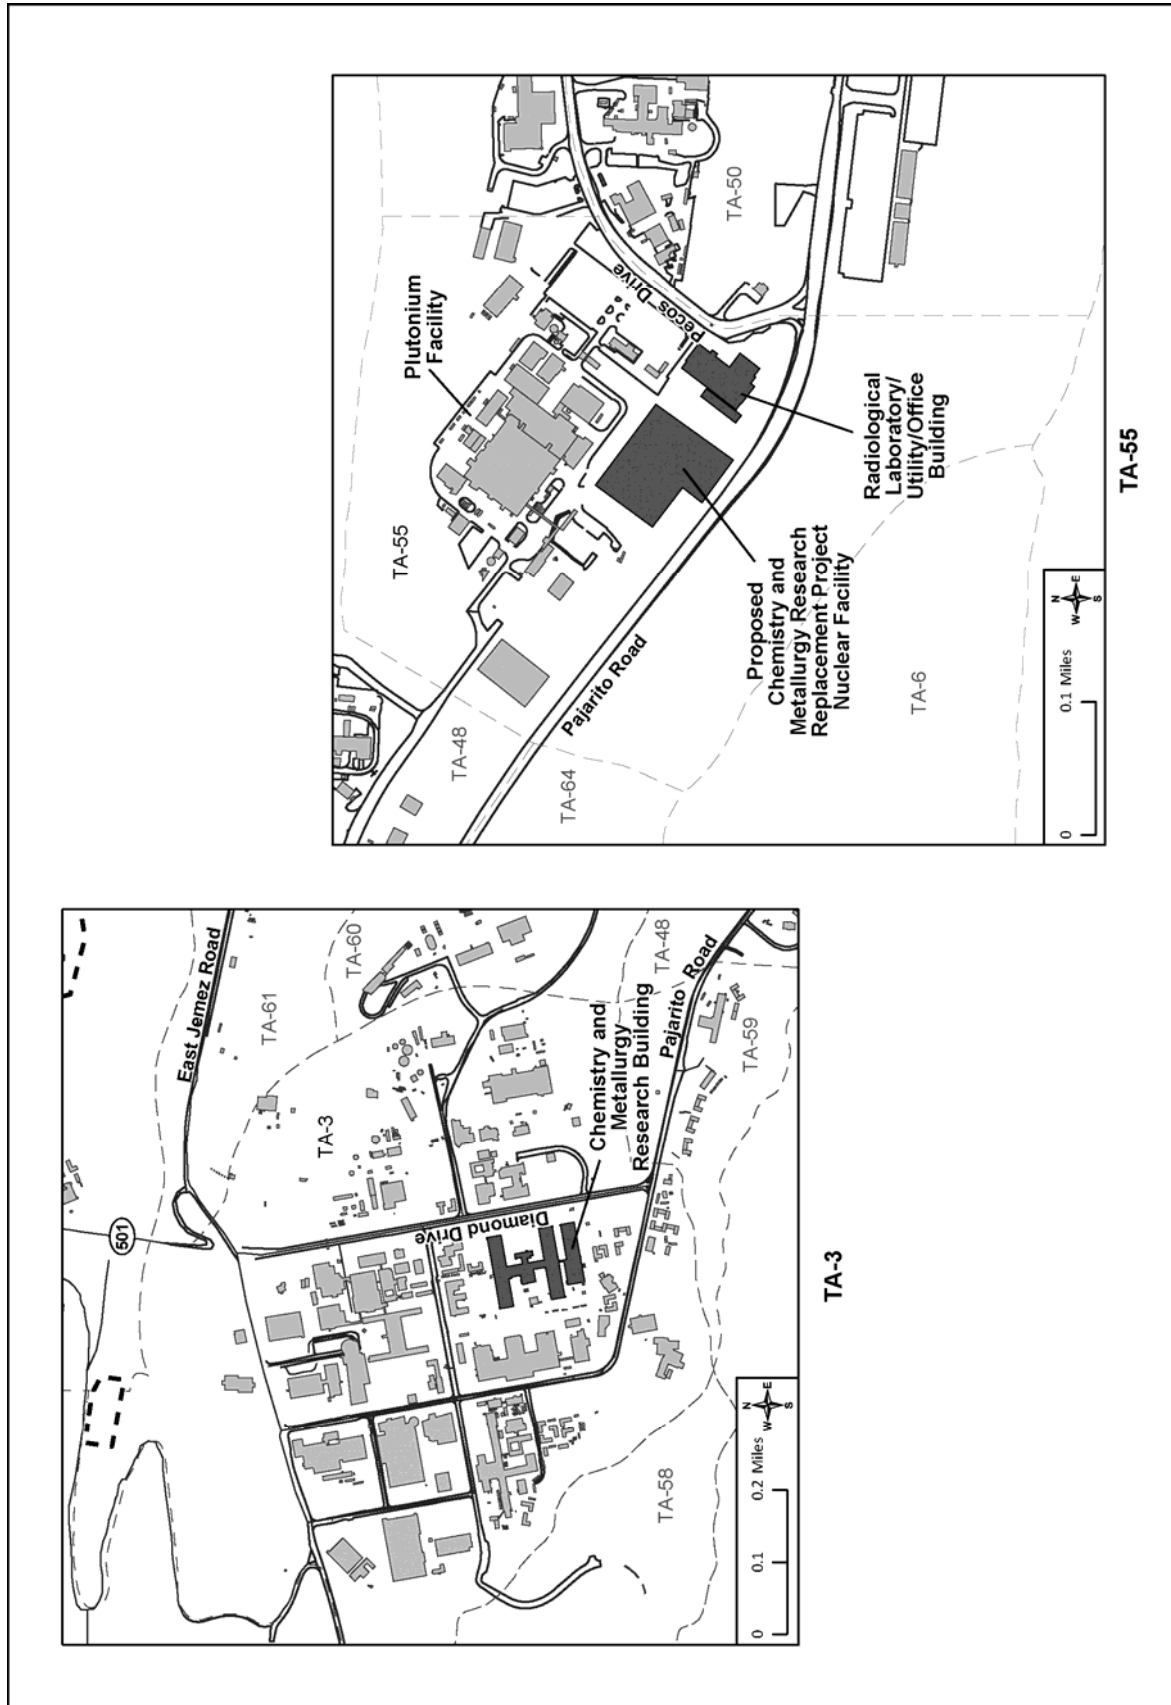 East Jemez Road
501
TA-61
TA-60
TA-3
Diamond Drive
Chemistry and
Metallurgy
Research Building
TA-48
Pajarito Road
TA-59
TA-58
0 0.1 0.2 Miles
N
W E
S
TA-3
Plutonium
Facility
TA-55
TA-50
Pecos Drive
TA-48
TA-64
Pajarito Road
Proposed
Chemistry and
Metallurgy Research
Replacement Project
Nuclear Facility
Radiological
Laboratory/
Utility/Office
Building
TA-6
0 0.1 Miles
N
W E
S
TA-55